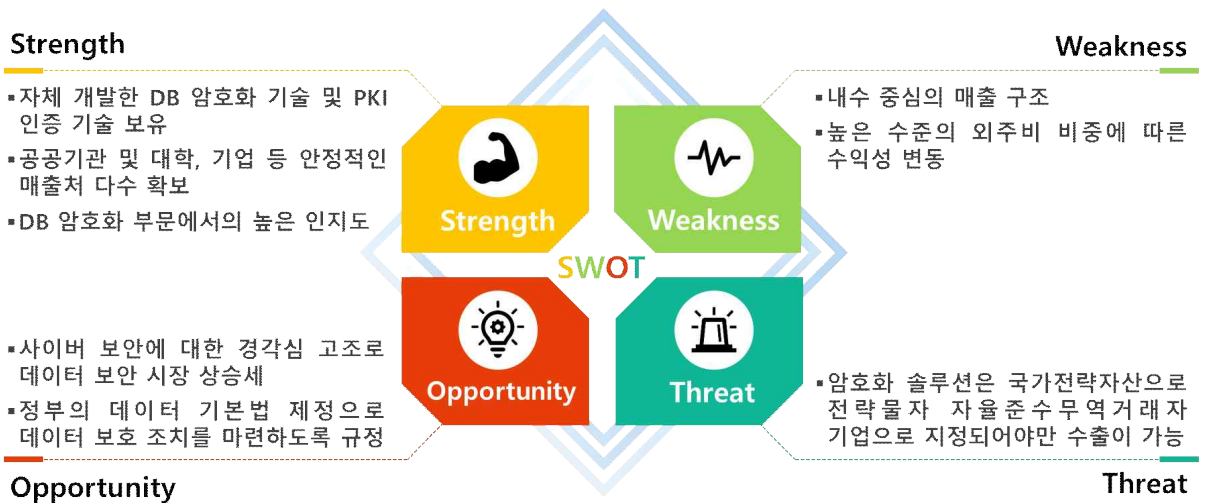 Strength
▪자체 개발한 DB 암호화 기술 및 PKI
인증 기술 보유
▪공공기관 및 대학, 기업 등 안정적인
매출처 다수 확보
▪DB 암호화 부문에서의 높은 인지도
Weakness
▪내수 중심의 매출 구조
▪높은 수준의 외주비 비중에 따른
수익성 변동
Strength
Weakness
SWOT
Opportunity
Threat
▪사이버 보안에 대한 경각심 고조로
데이터 보안 시장 상승세
▪정부의 데이터 기본법 제정으로
데이터 보호 조치를 마련하도록 규정
Opportunity
▪암호화 솔루션은 국가전략자산으로
전략물자 자율준수무역거래자
기업으로 지정되어야만 수출이 가능
Threat